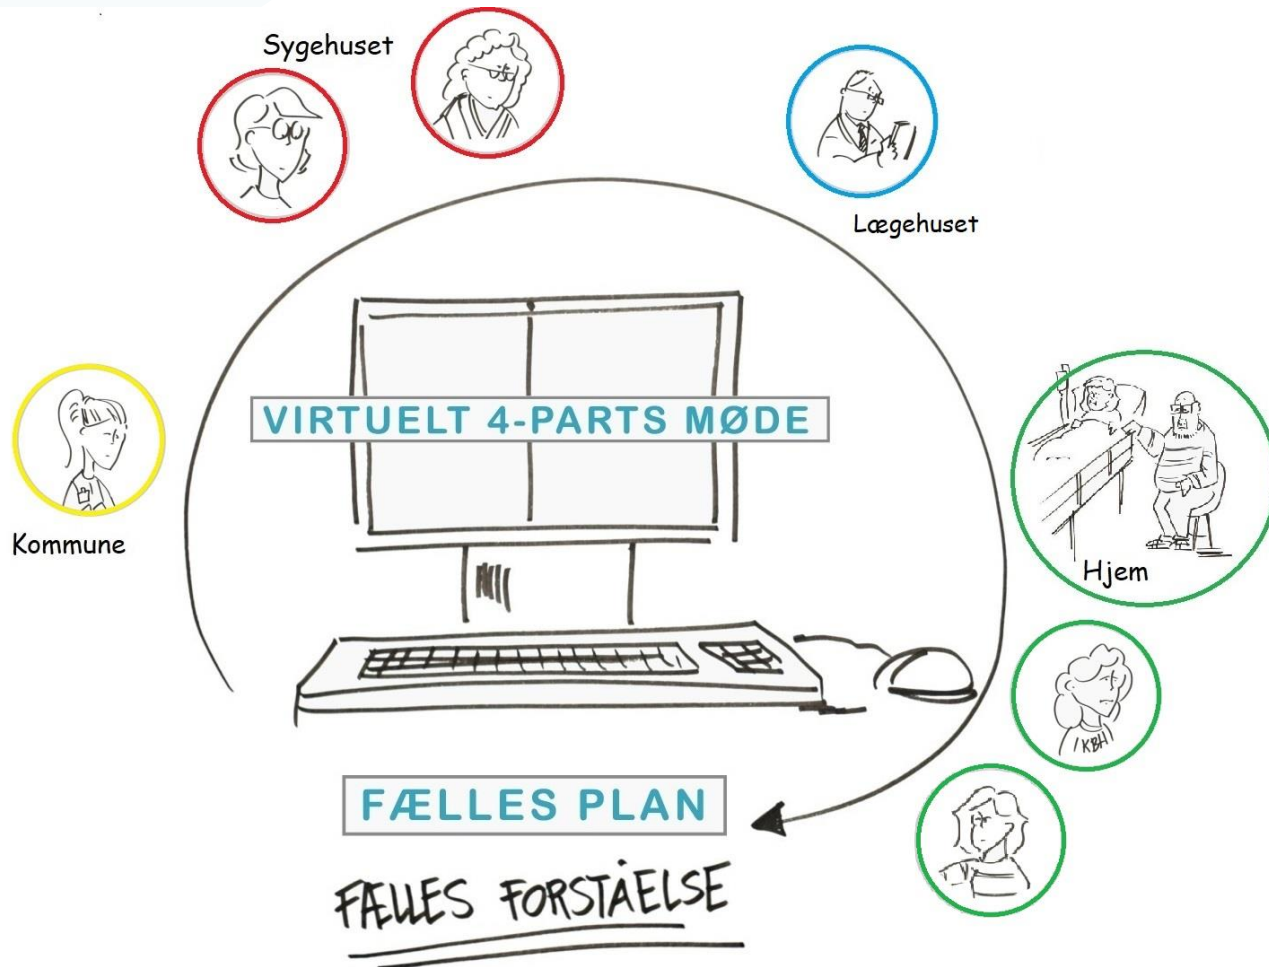 Sygehuset
Lægehuset
VIRTUELT 4-PARTS MØDE
Kommune
Hjem
KBH
FÆLLES PLAN
FÆLLES FORSTÅELSE